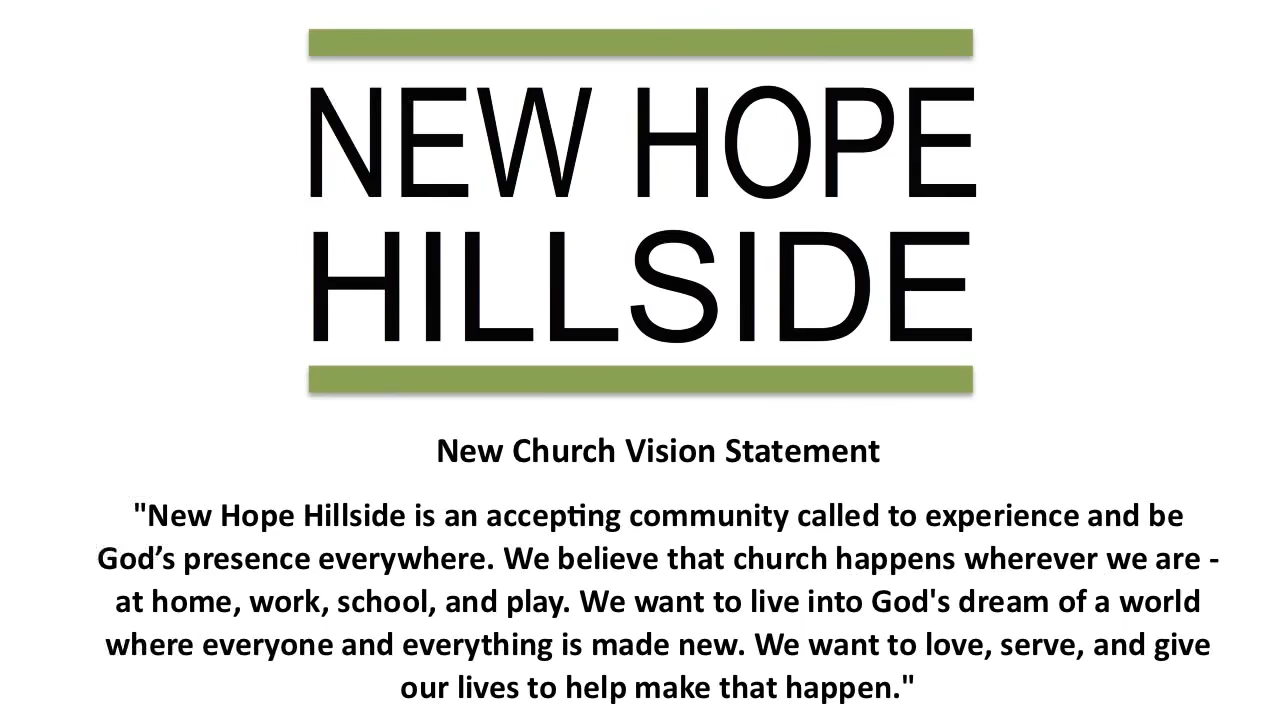 NEW HOPE
HILLSIDE
New Church Vision Statement
"New Hope Hillside is an accepting community called to experience and be
God’s presence everywhere. We believe that church happens wherever we are -
at home, work, school, and play. We want to live into God's dream of a world
where everyone and everything is made new. We want to love, serve, and give
our lives to help make that happen."